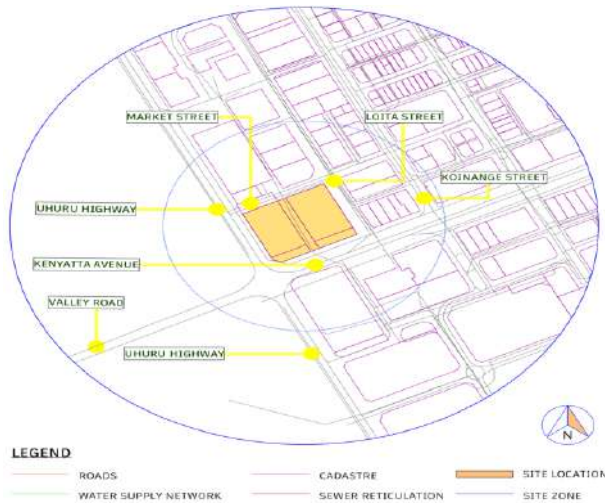 MARKET STREET
LOITA STREET
KOINANGE STREET
UHURU HIGHWAY
KENYATTA AVENUE
VALLEY ROAD
UHURU HIGHWAY
N
LEGEND
ROADS
CADASTRE
SITE LOCATION
WATER SUPPLY NETWORK
SEWER RETICULATION
SITE ZONE